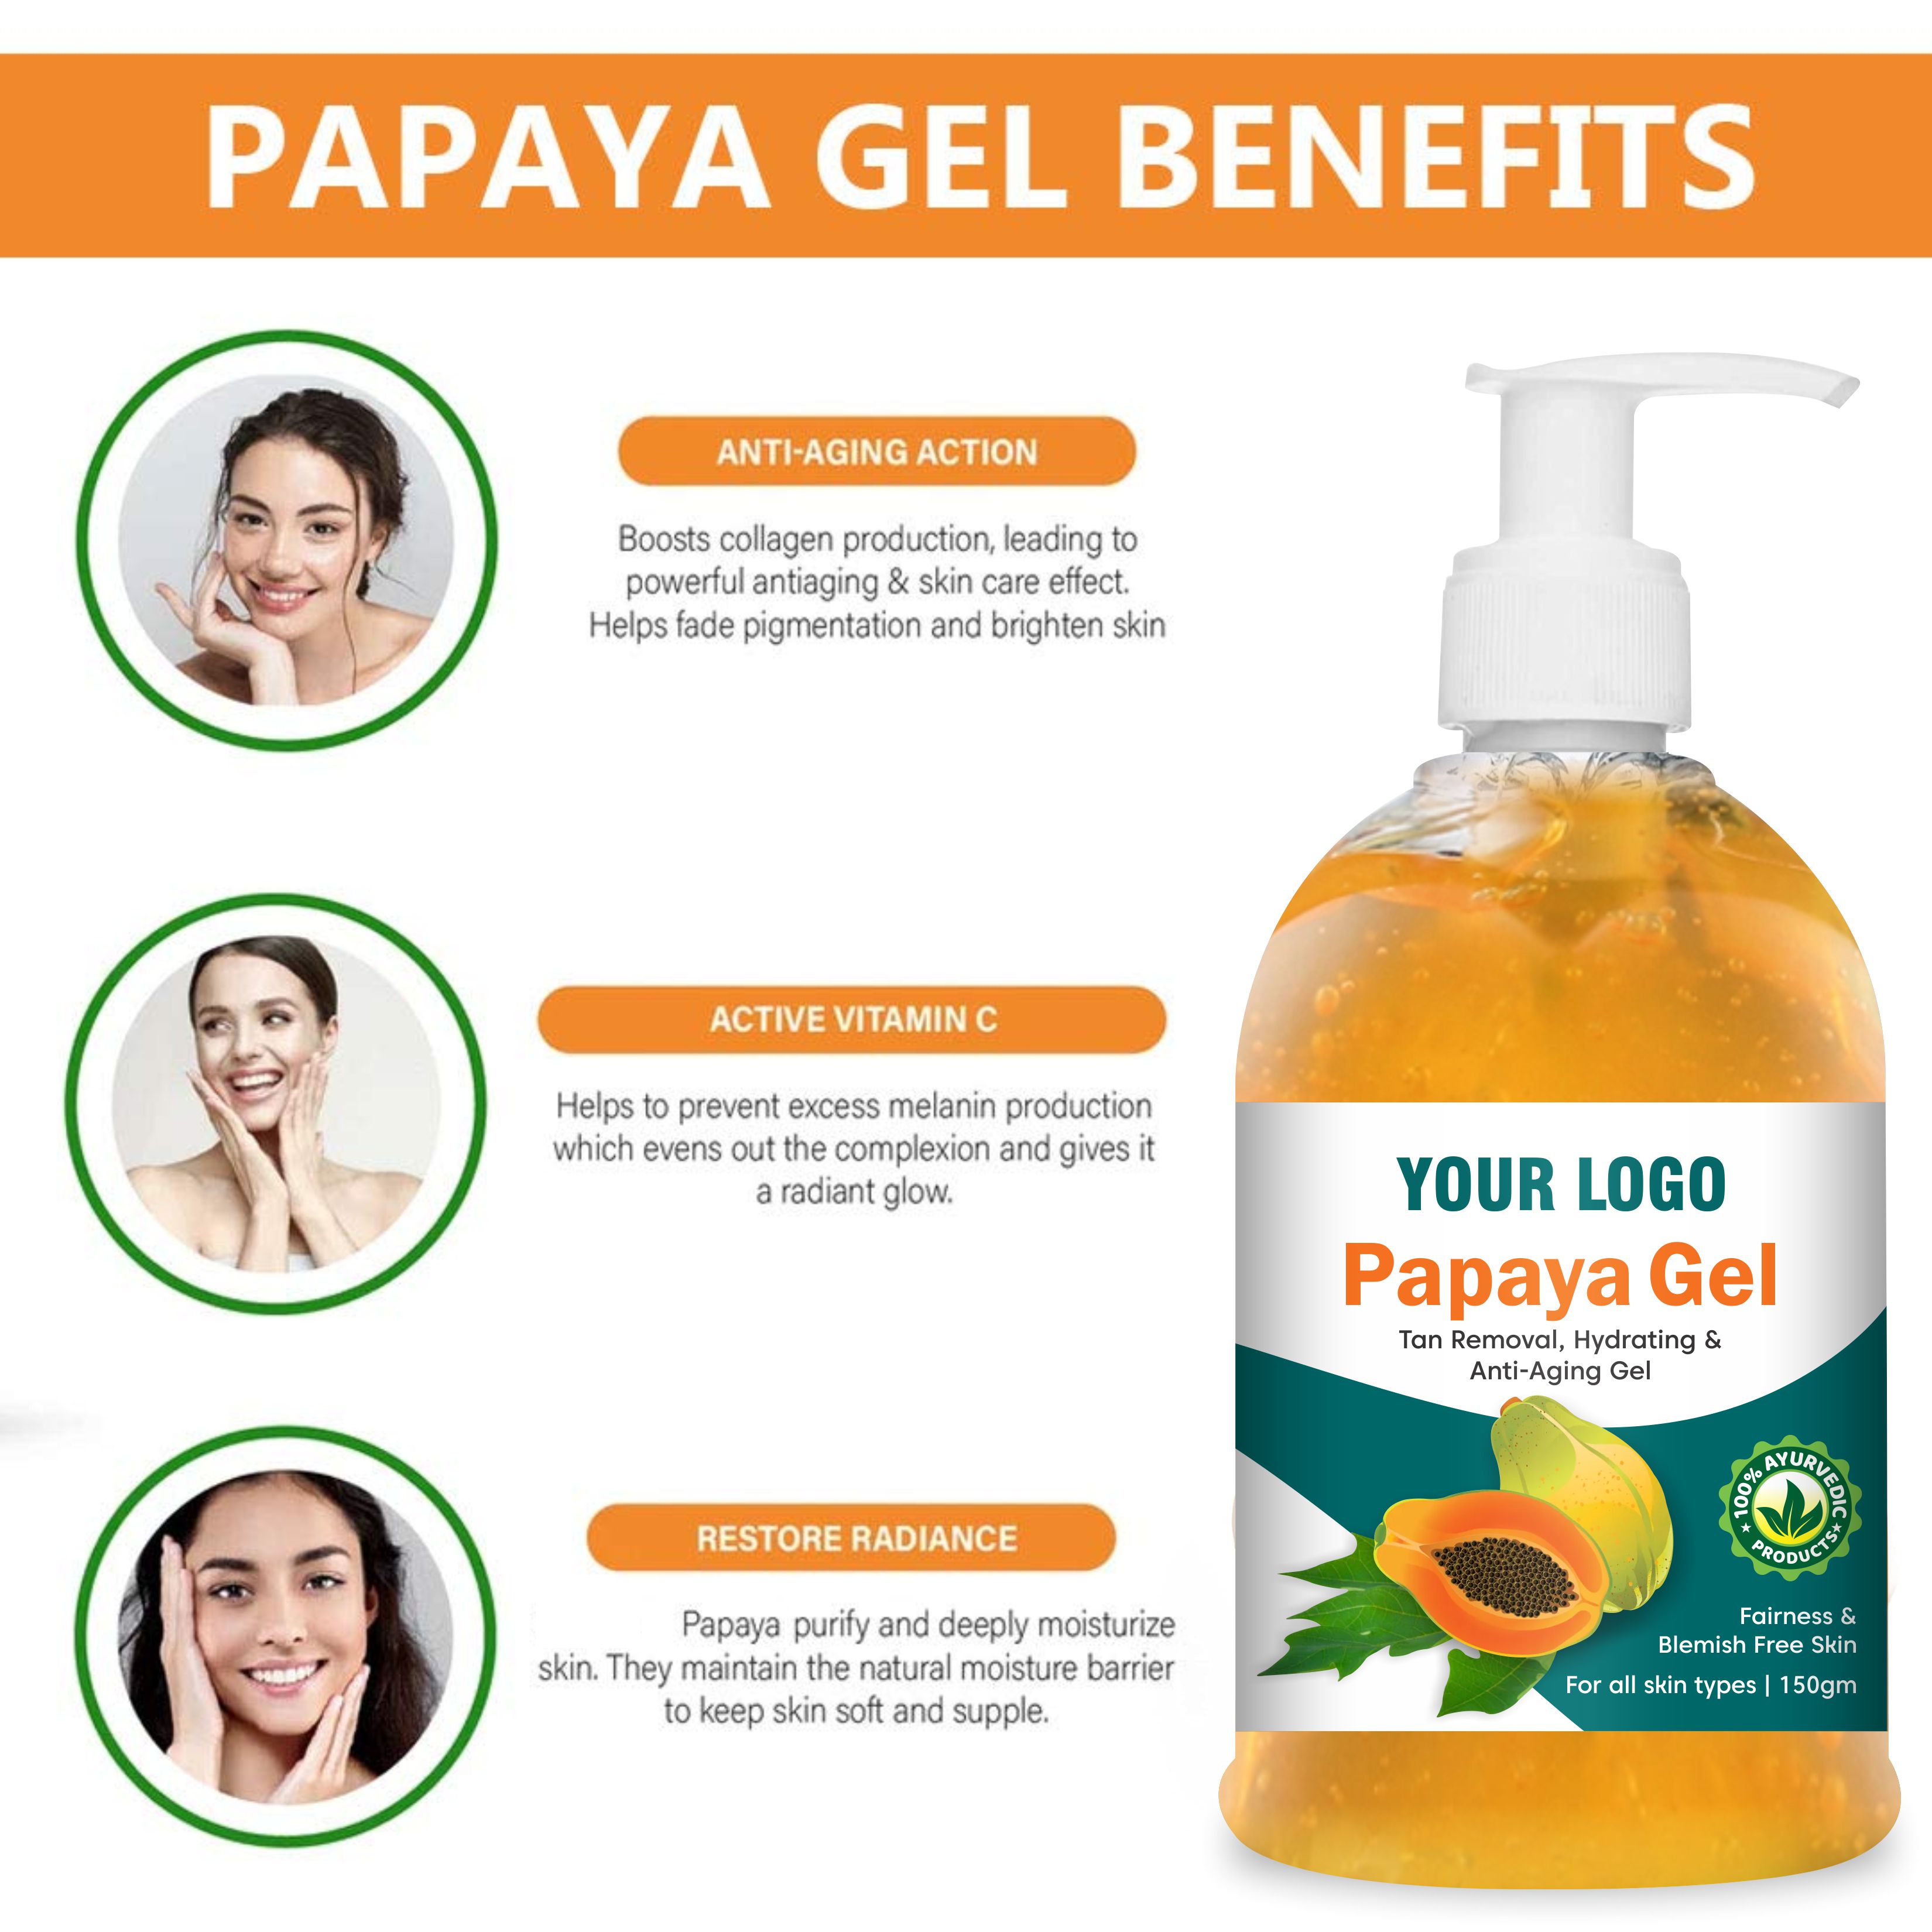 PAPAYA GEL BENEFITS
ANTI-AGING ACTION
Boosts collagen production, leading to
powerful antiaging & skin care effect.
Helps fade pigmentation and brighten skin
ACTIVE VITAMIN C
Helps to prevent excess melanin production
which evens out the complexion and gives it
a radiant glow.
RESTORE RADIANCE
Papaya purify and deeply moisturize
skin. They maintain the natural moisture barrier
to keep skin soft and supple.
YOUR LOGO
Papaya Gel
Tan Removal, Hydrating &
Anti-Aging Gel
100% AYURVEDIC
PRODUCTS
Fairness &
Blemish Free Skin
For all skin types | 150gm